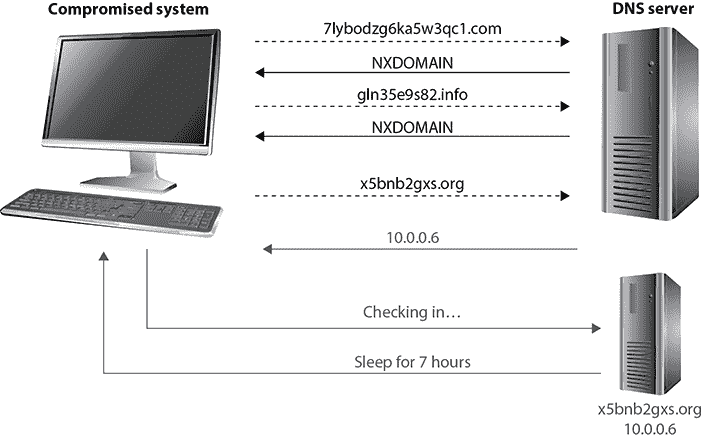 Compromised system
DNS server
7lybodzg6ka5w3qc1.com
NXDOMAIN
gln35e9s82.info
NXDOMAIN
x5bnb2gxs.org
10.0.0.6
Checking in…
Sleep for 7 hours
x5bnb2gxs.org
10.0.0.6